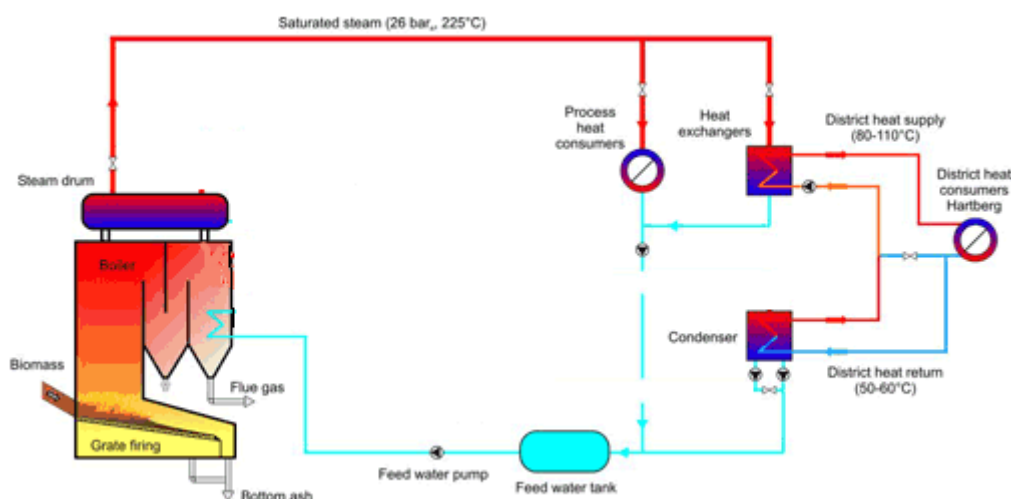 Saturated steam (26 bar, 225°C)
Process
heat
consumers
Heat
exchangers
District heat supply
(80-110°C)
District heat
consumers
Hartberg
Steam drum
Boiler
Condenser
Biomass
Flue gas
District heat return
(50-60°C)
Grate firing
Feed water pump
Feed water tank
Bottom ash